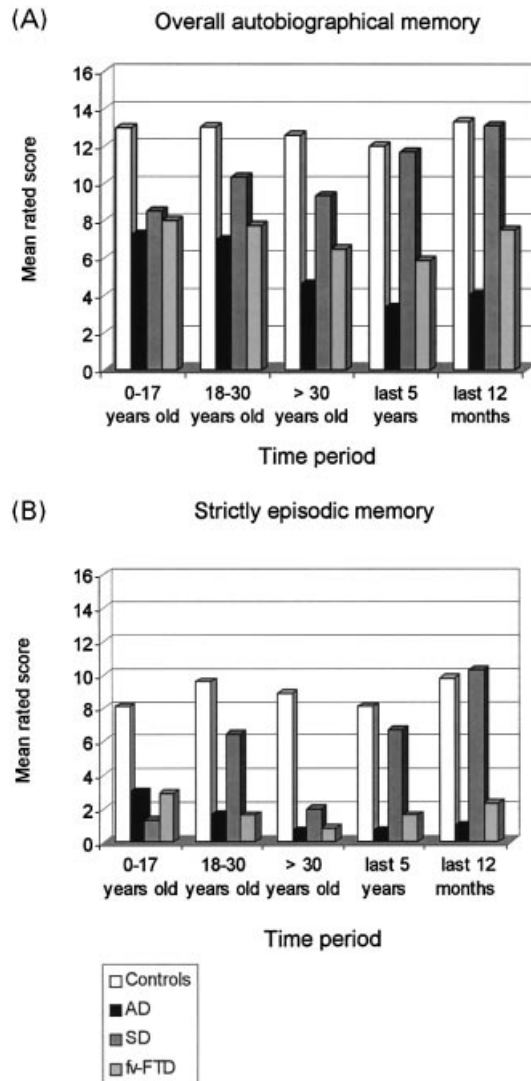 (A)
Overall autobiographical memory
16
14
12
10
8
6
4
2
0
Mean rated score
0-17 18-30 > 30 last 5 last 12
years old years old years old years months
Time period
(B)
Strictly episodic memory
16
14
12
10
8
6
4
2
0
Mean rated score
0-17 18-30 > 30 last 5 last 12
years old years old years old years months
Time period
Controls
AD
SD
fv-FTD